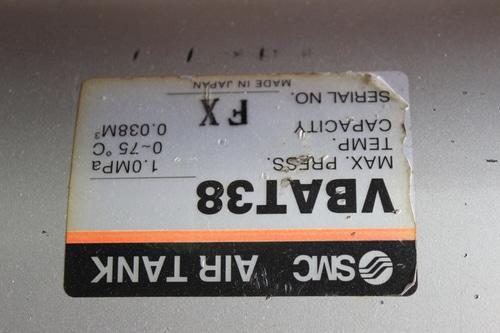 SMC AIR TANK
VBAT38
MAX. PRESS. 1.0MPa
TEMP. 0~75°C
CAPACITY 0.038M³
SERIAL NO. FX
MADE IN JAPAN